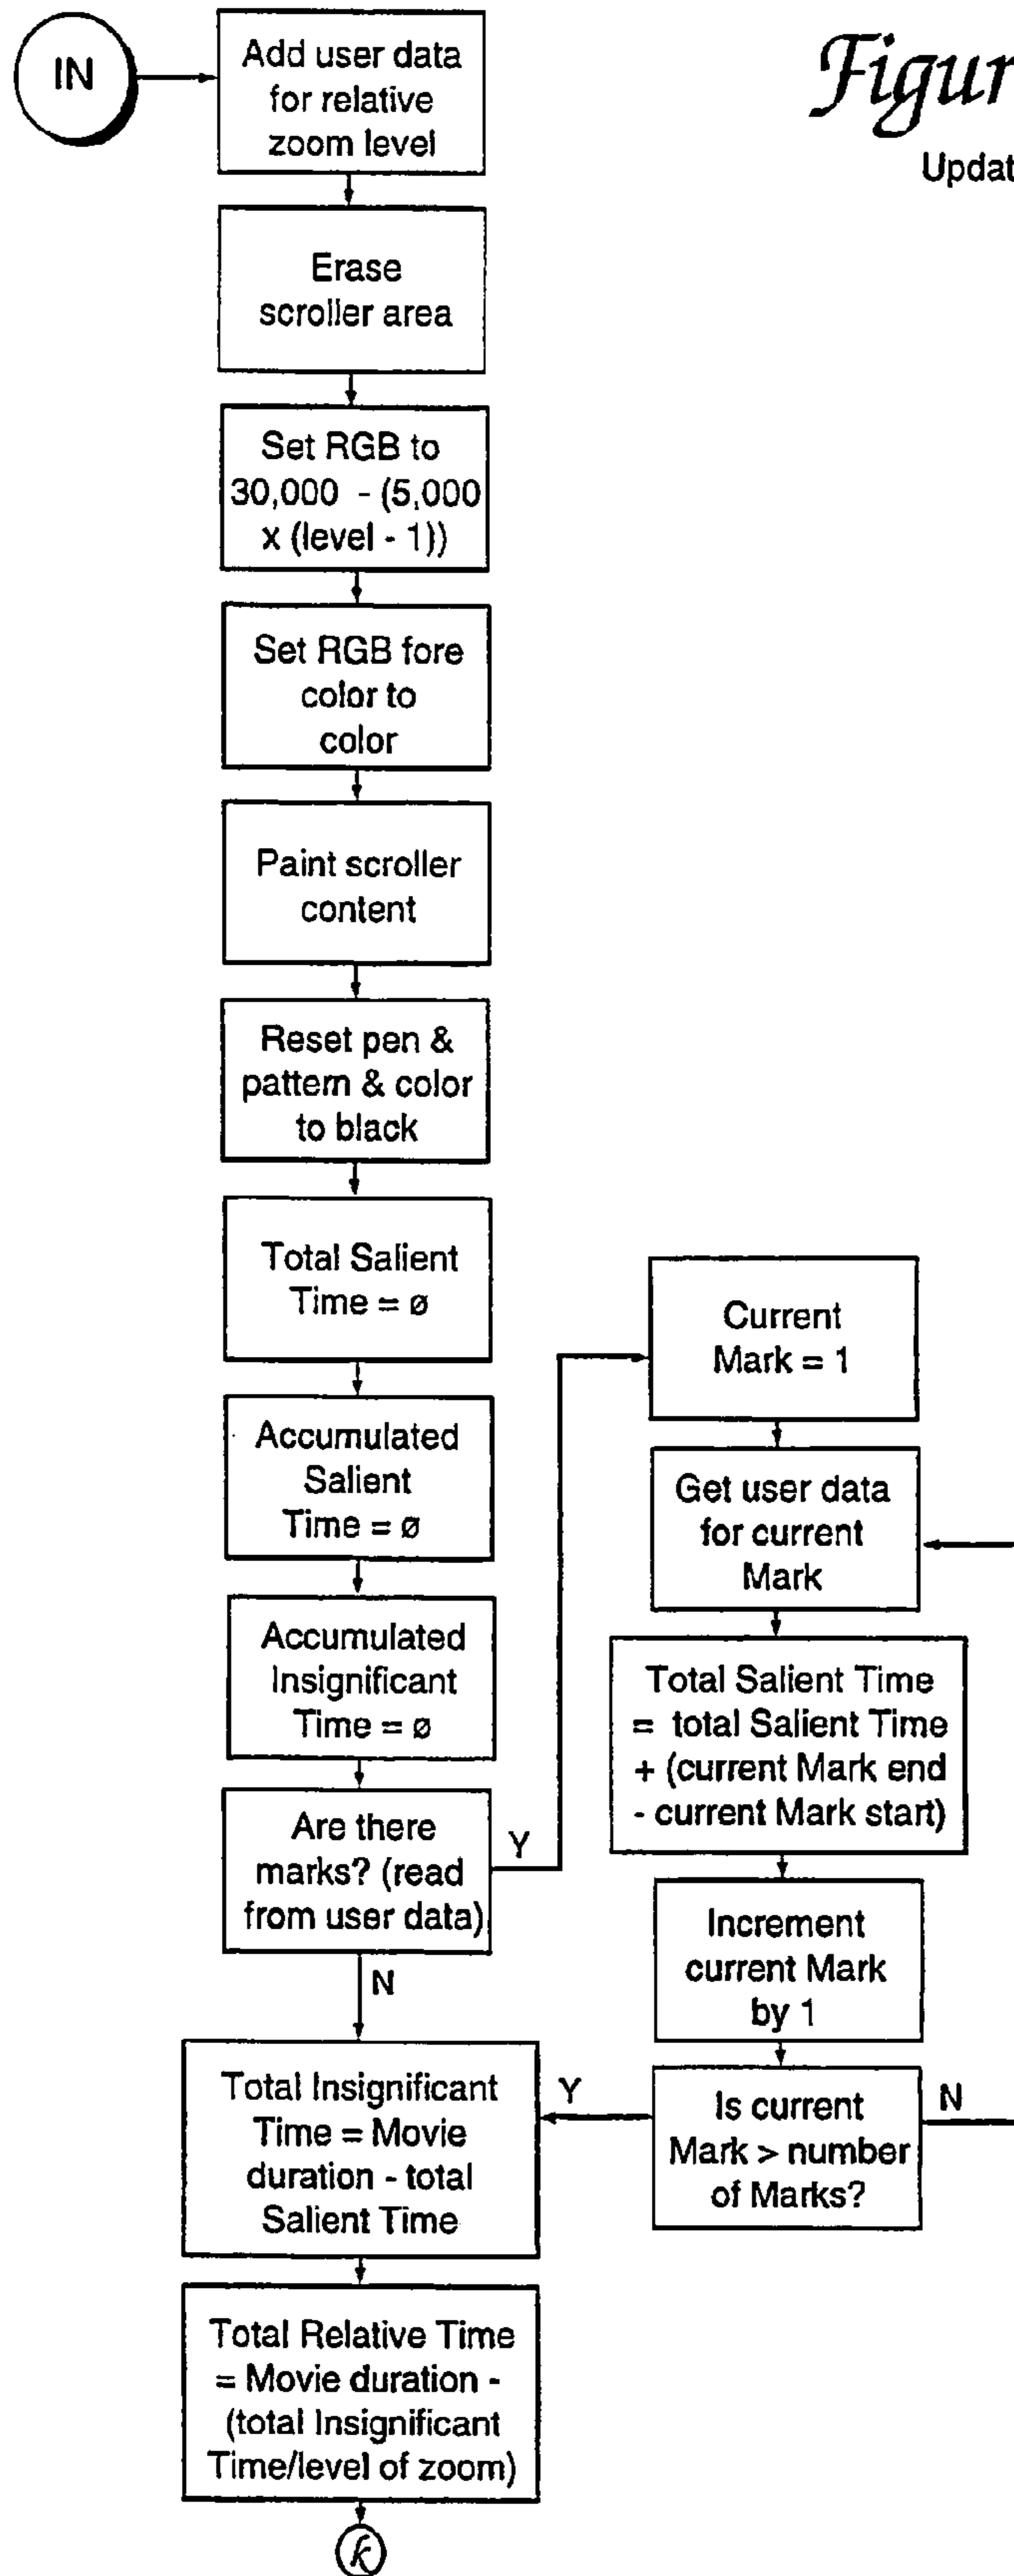 IN
Add user data
for relative
zoom level
Figur
Updat
Erase
scroller area
Set RGB to
30,000 - (5,000
x (level - 1))
Set RGB fore
color to
color
Paint scroller
content
Reset pen &
pattern & color
to black
Total Salient
Time = ø
Accumulated
Salient
Time = ø
Accumulated
Insignificant
Time = ø
Are there
marks? (read
from user data)
Y
N
Current
Mark = 1
Get user data
for current
Mark
Total Salient Time
= total Salient Time
+ (current Mark end
- current Mark start)
Increment
current Mark
by 1
Is current
Mark > number
of Marks?
Y
N
Total Insignificant
Time = Movie
duration - total
Salient Time
Total Relative Time
= Movie duration -
(total Insignificant
Time/level of zoom)
k